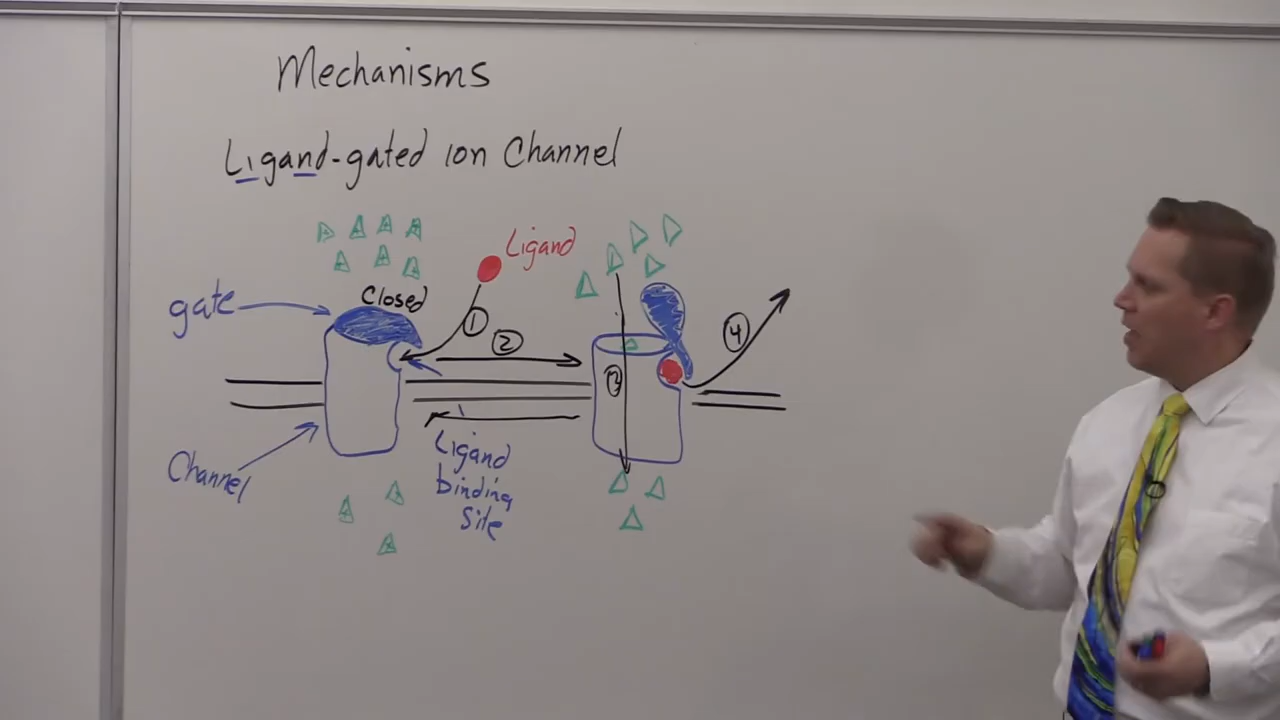 Mechanisms
Ligand-gated ion Channel
Ligand
Closed
gate
1
2
3
4
Channel
Ligand
binding
Site